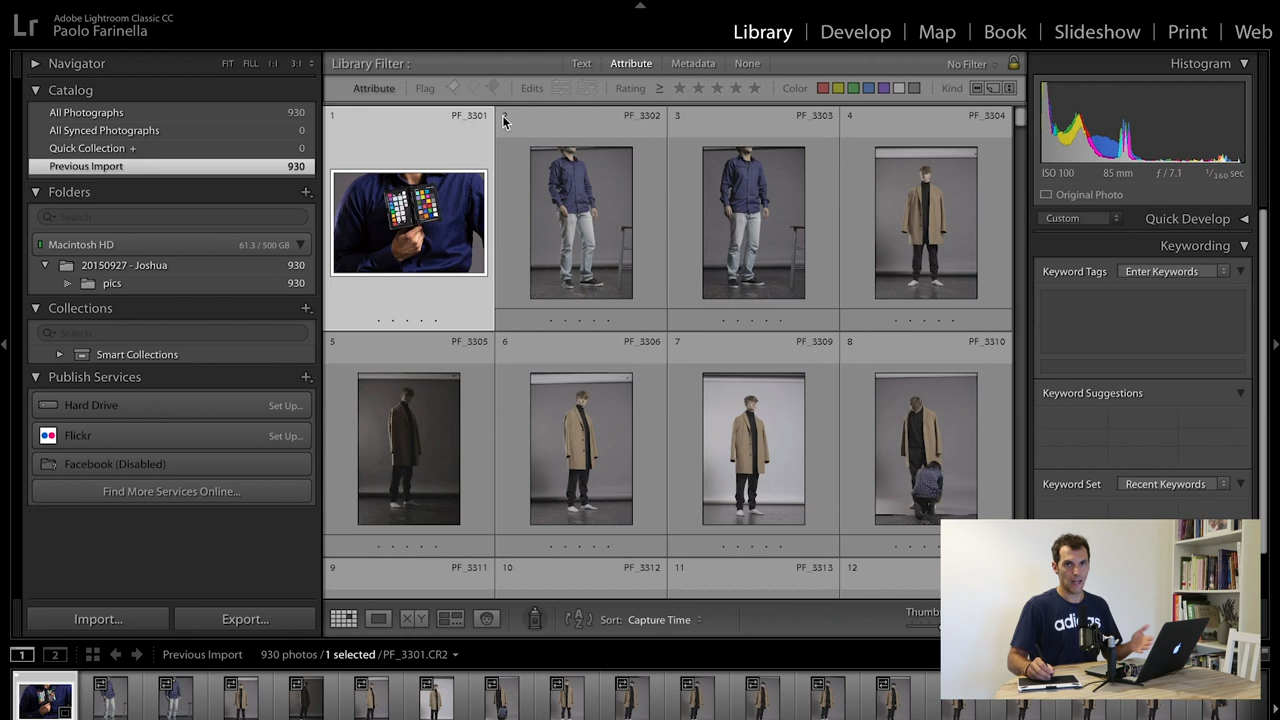 Lr
Adobe Lightroom Classic CC
Paolo Farinella
Library
Develop
Map
Book
Slideshow
Print
Web
Navigator
FIT
FILL
1:1
3:1
Catalog
All Photographs 930
All Synced Photographs 0
Quick Collection + 0
Previous Import 930
Folders
Search
Macintosh HD 61.3 / 500 GB
20150927 - Joshua 930
pics 930
Collections
Search
Smart Collections
Publish Services
Hard Drive Set Up...
Flickr Set Up...
Facebook (Disabled)
Find More Services Online...
Import...
Export...
Library Filter :
Text
Attribute
Metadata
None
No Filter
Attribute
Flag
Edits
Rating ≥ ★ ★ ★ ★ ★
Color
Kind
1 PF_3301
PF_3302
3 PF_3303
4 PF_3304
5 PF_3305
6 PF_3306
7 PF_3309
8 PF_3310
9 PF_3311
10 PF_3312
11 PF_3313
12
Sort: Capture Time
Histogram
ISO 100
85 mm
ƒ / 7.1
1/160 sec
Original Photo
Custom
Quick Develop
Keywording
Keyword Tags
Enter Keywords
Keyword Suggestions
Keyword Set
Recent Keywords
adidas
1
2
Previous Import
930 photos / 1 selected / PF_3301.CR2